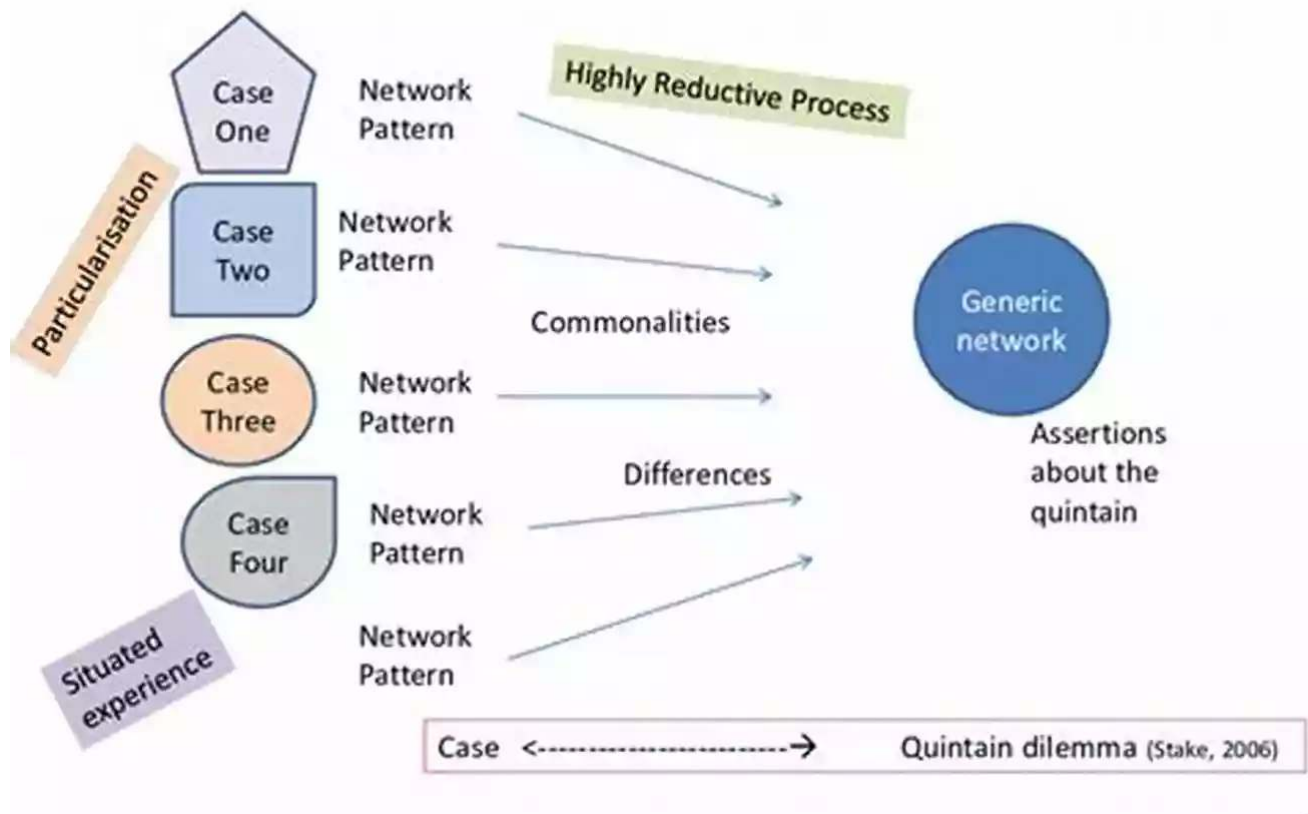 Case
One
Network
Pattern
Highly Reductive Process
Particularisation
Case
Two
Network
Pattern
Commonalities
Generic
network
Case
Three
Network
Pattern
Assertions
about the
quintain
Differences
Case
Four
Network
Pattern
Situated
experience
Network
Pattern
Case <-----------------------→ Quintain dilemma (Stake, 2006)